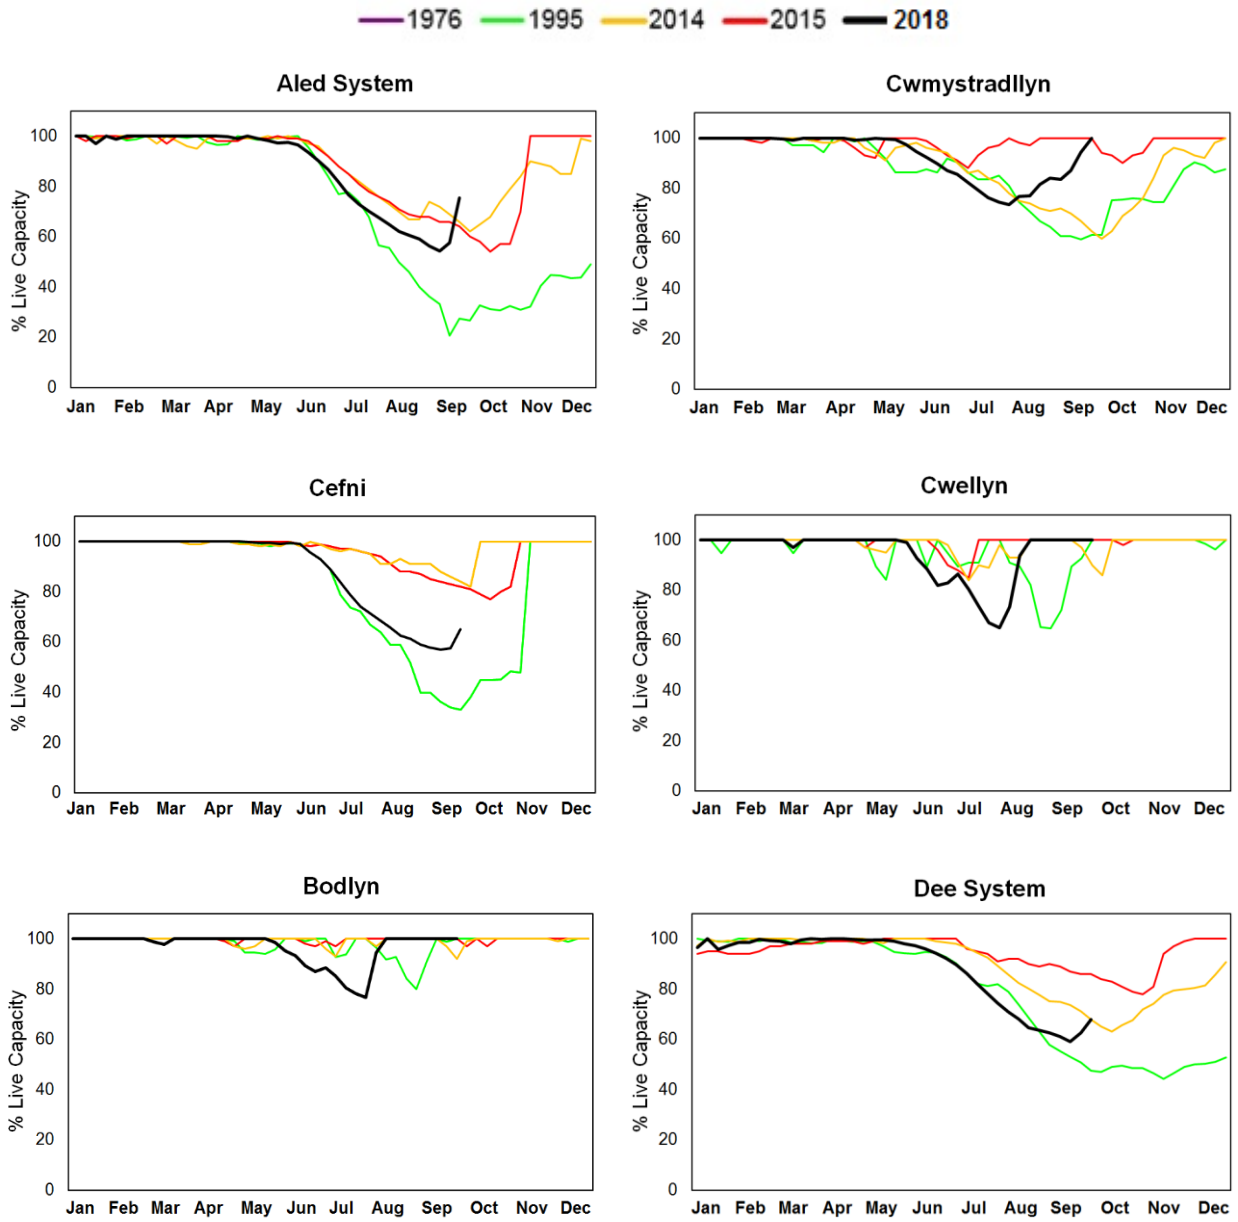 1976 1995 2014 2015 2018
Aled System
% Live Capacity
100
80
60
40
20
0
Jan Feb Mar Apr May Jun Jul Aug Sep Oct Nov Dec
Cwmystradllyn
% Live Capacity
100
80
60
40
20
0
Jan Feb Mar Apr May Jun Jul Aug Sep Oct Nov Dec
Cefni
% Live Capacity
100
80
60
40
20
0
Jan Feb Mar Apr May Jun Jul Aug Sep Oct Nov Dec
Cwellyn
% Live Capacity
100
80
60
40
20
0
Jan Feb Mar Apr May Jun Jul Aug Sep Oct Nov Dec
Bodlyn
% Live Capacity
100
80
60
40
20
0
Jan Feb Mar Apr May Jun Jul Aug Sep Oct Nov Dec
Dee System
% Live Capacity
100
80
60
40
20
0
Jan Feb Mar Apr May Jun Jul Aug Sep Oct Nov Dec